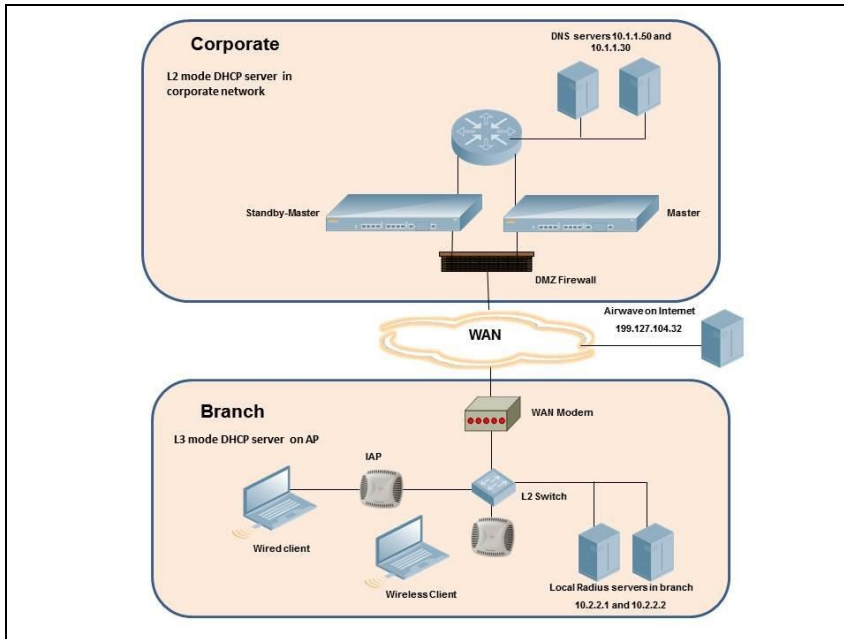 Corporate
L2 mode DHCP server in
corporate network
DNS servers 10.1.1.50 and
10.1.1.30
Standby-Master
Master
DMZ Firewall
Airwave on Internet
199.127.104.32
WAN
Branch
L3 mode DHCP server on AP
WAN Modem
IAP
L2 Switch
Wired client
Wireless Client
Local Radius servers in branch
10.2.2.1 and 10.2.2.2